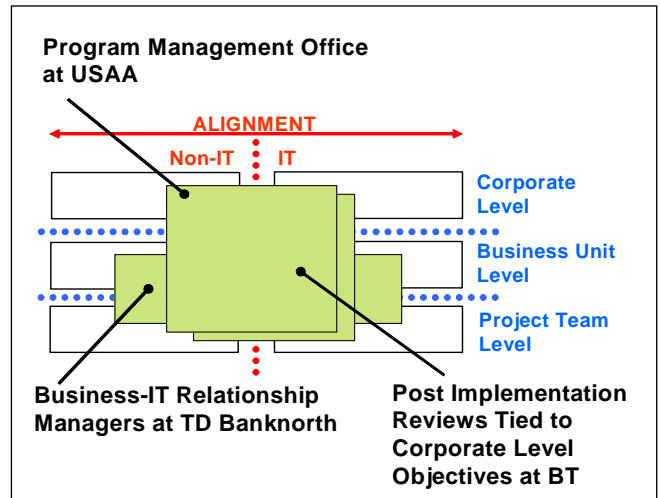 Program Management Office
at USAA
ALIGNMENT
Non-IT IT
Corporate
Level
Business Unit
Level
Project Team
Level
Business-IT Relationship
Managers at TD Banknorth
Post Implementation
Reviews Tied to
Corporate Level
Objectives at BT